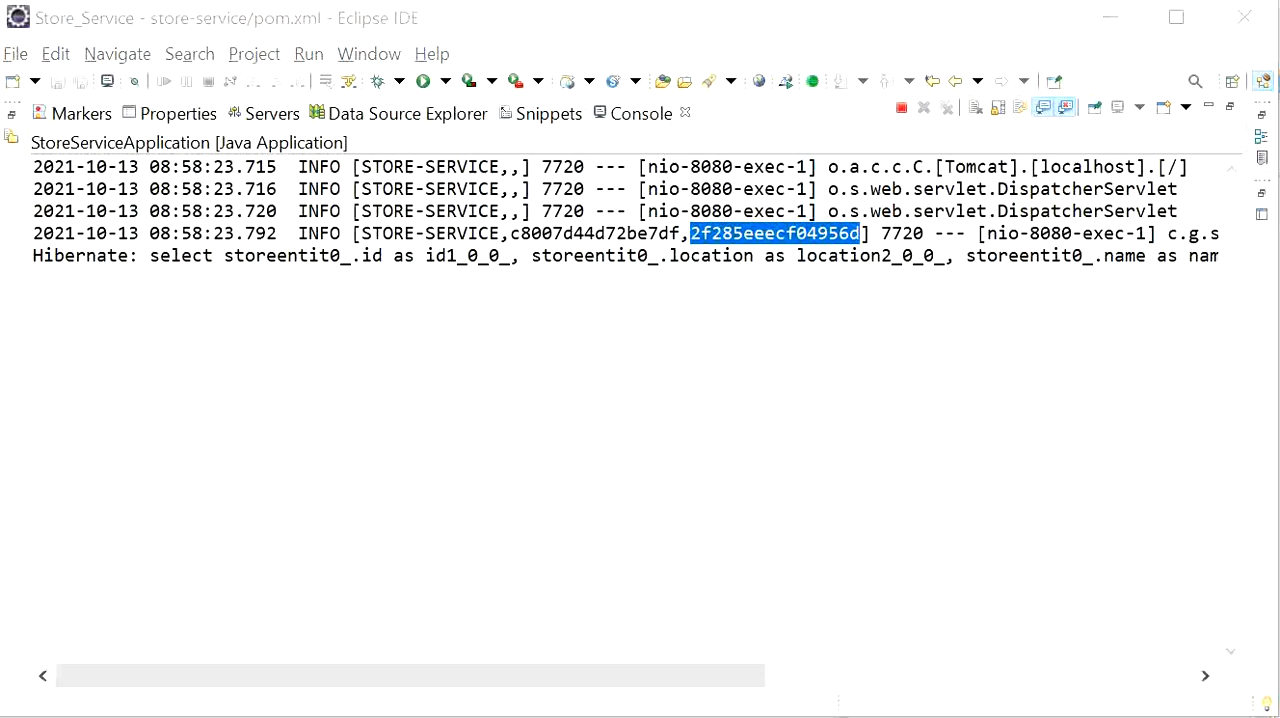 Store_Service - store-service/pom.xml - Eclipse IDE
File Edit Navigate Search Project Run Window Help
Markers Properties Servers Data Source Explorer Snippets Console
StoreServiceApplication [Java Application]
2021-10-13 08:58:23.715  INFO [STORE-SERVICE,,] 7720 --- [nio-8080-exec-1] o.a.c.c.C.[Tomcat].[localhost].[/]
2021-10-13 08:58:23.716  INFO [STORE-SERVICE,,] 7720 --- [nio-8080-exec-1] o.s.web.servlet.DispatcherServlet
2021-10-13 08:58:23.720  INFO [STORE-SERVICE,,] 7720 --- [nio-8080-exec-1] o.s.web.servlet.DispatcherServlet
2021-10-13 08:58:23.792  INFO [STORE-SERVICE,c8007d44d72be7df,2f285eeecf04956d] 7720 --- [nio-8080-exec-1] c.g.s
Hibernate: select storeentit0_.id as id1_0_0_, storeentit0_.location as location2_0_0_, storeentit0_.name as nam